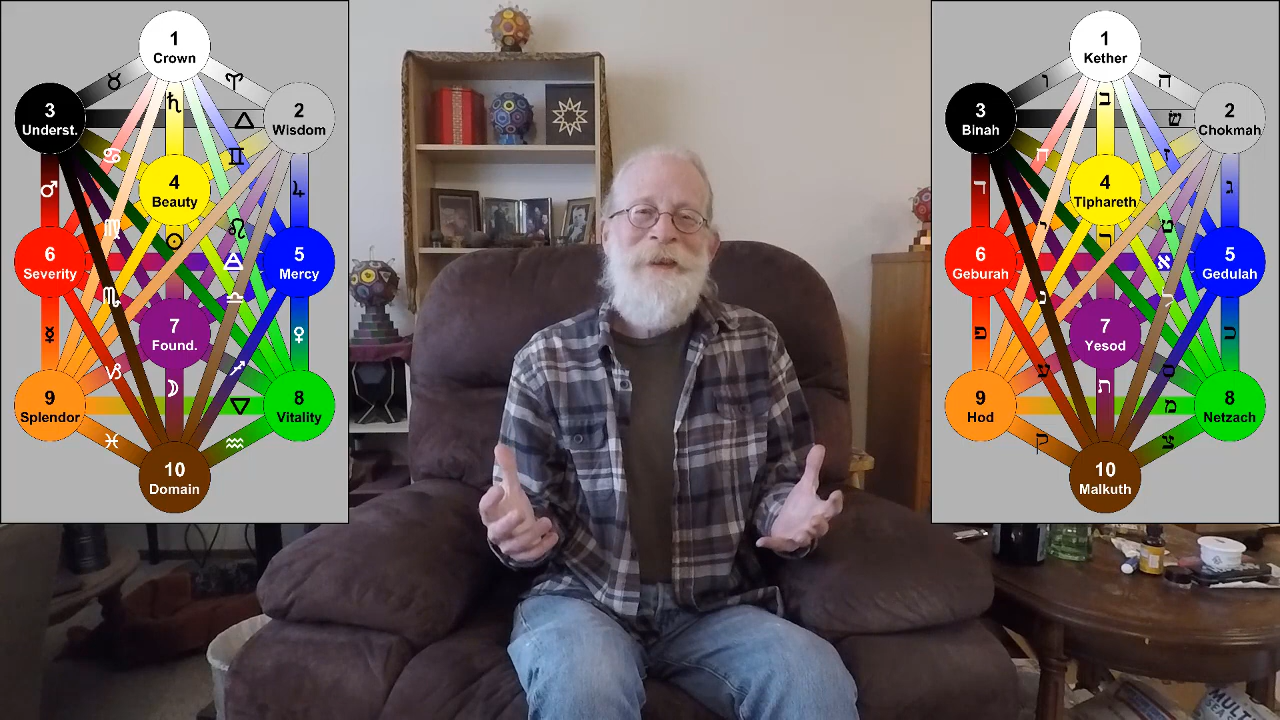 1
Crown
♉ ♈
♄
3
Underst.
△
2
Wisdom
♋ ♊
4
Beauty
♂ ♃
♍ ♌
☉
6
Severity
5
Mercy
♏ ♎
7
Found.
☿ ♀
♑ ♐
☽
9
Splendor
▽
8
Vitality
♓ ♒
10
Domain
1
Kether
ו ה
ב
3
Binah
ש
2
Chokmah
ח ז
4
Tiphareth
ד ג
י ט
ר
6
Geburah
א
5
Gedulah
נ ל
7
Yesod
ת
9
Hod
מ
8
Netzach
ק צ
10
Malkuth
MULTI